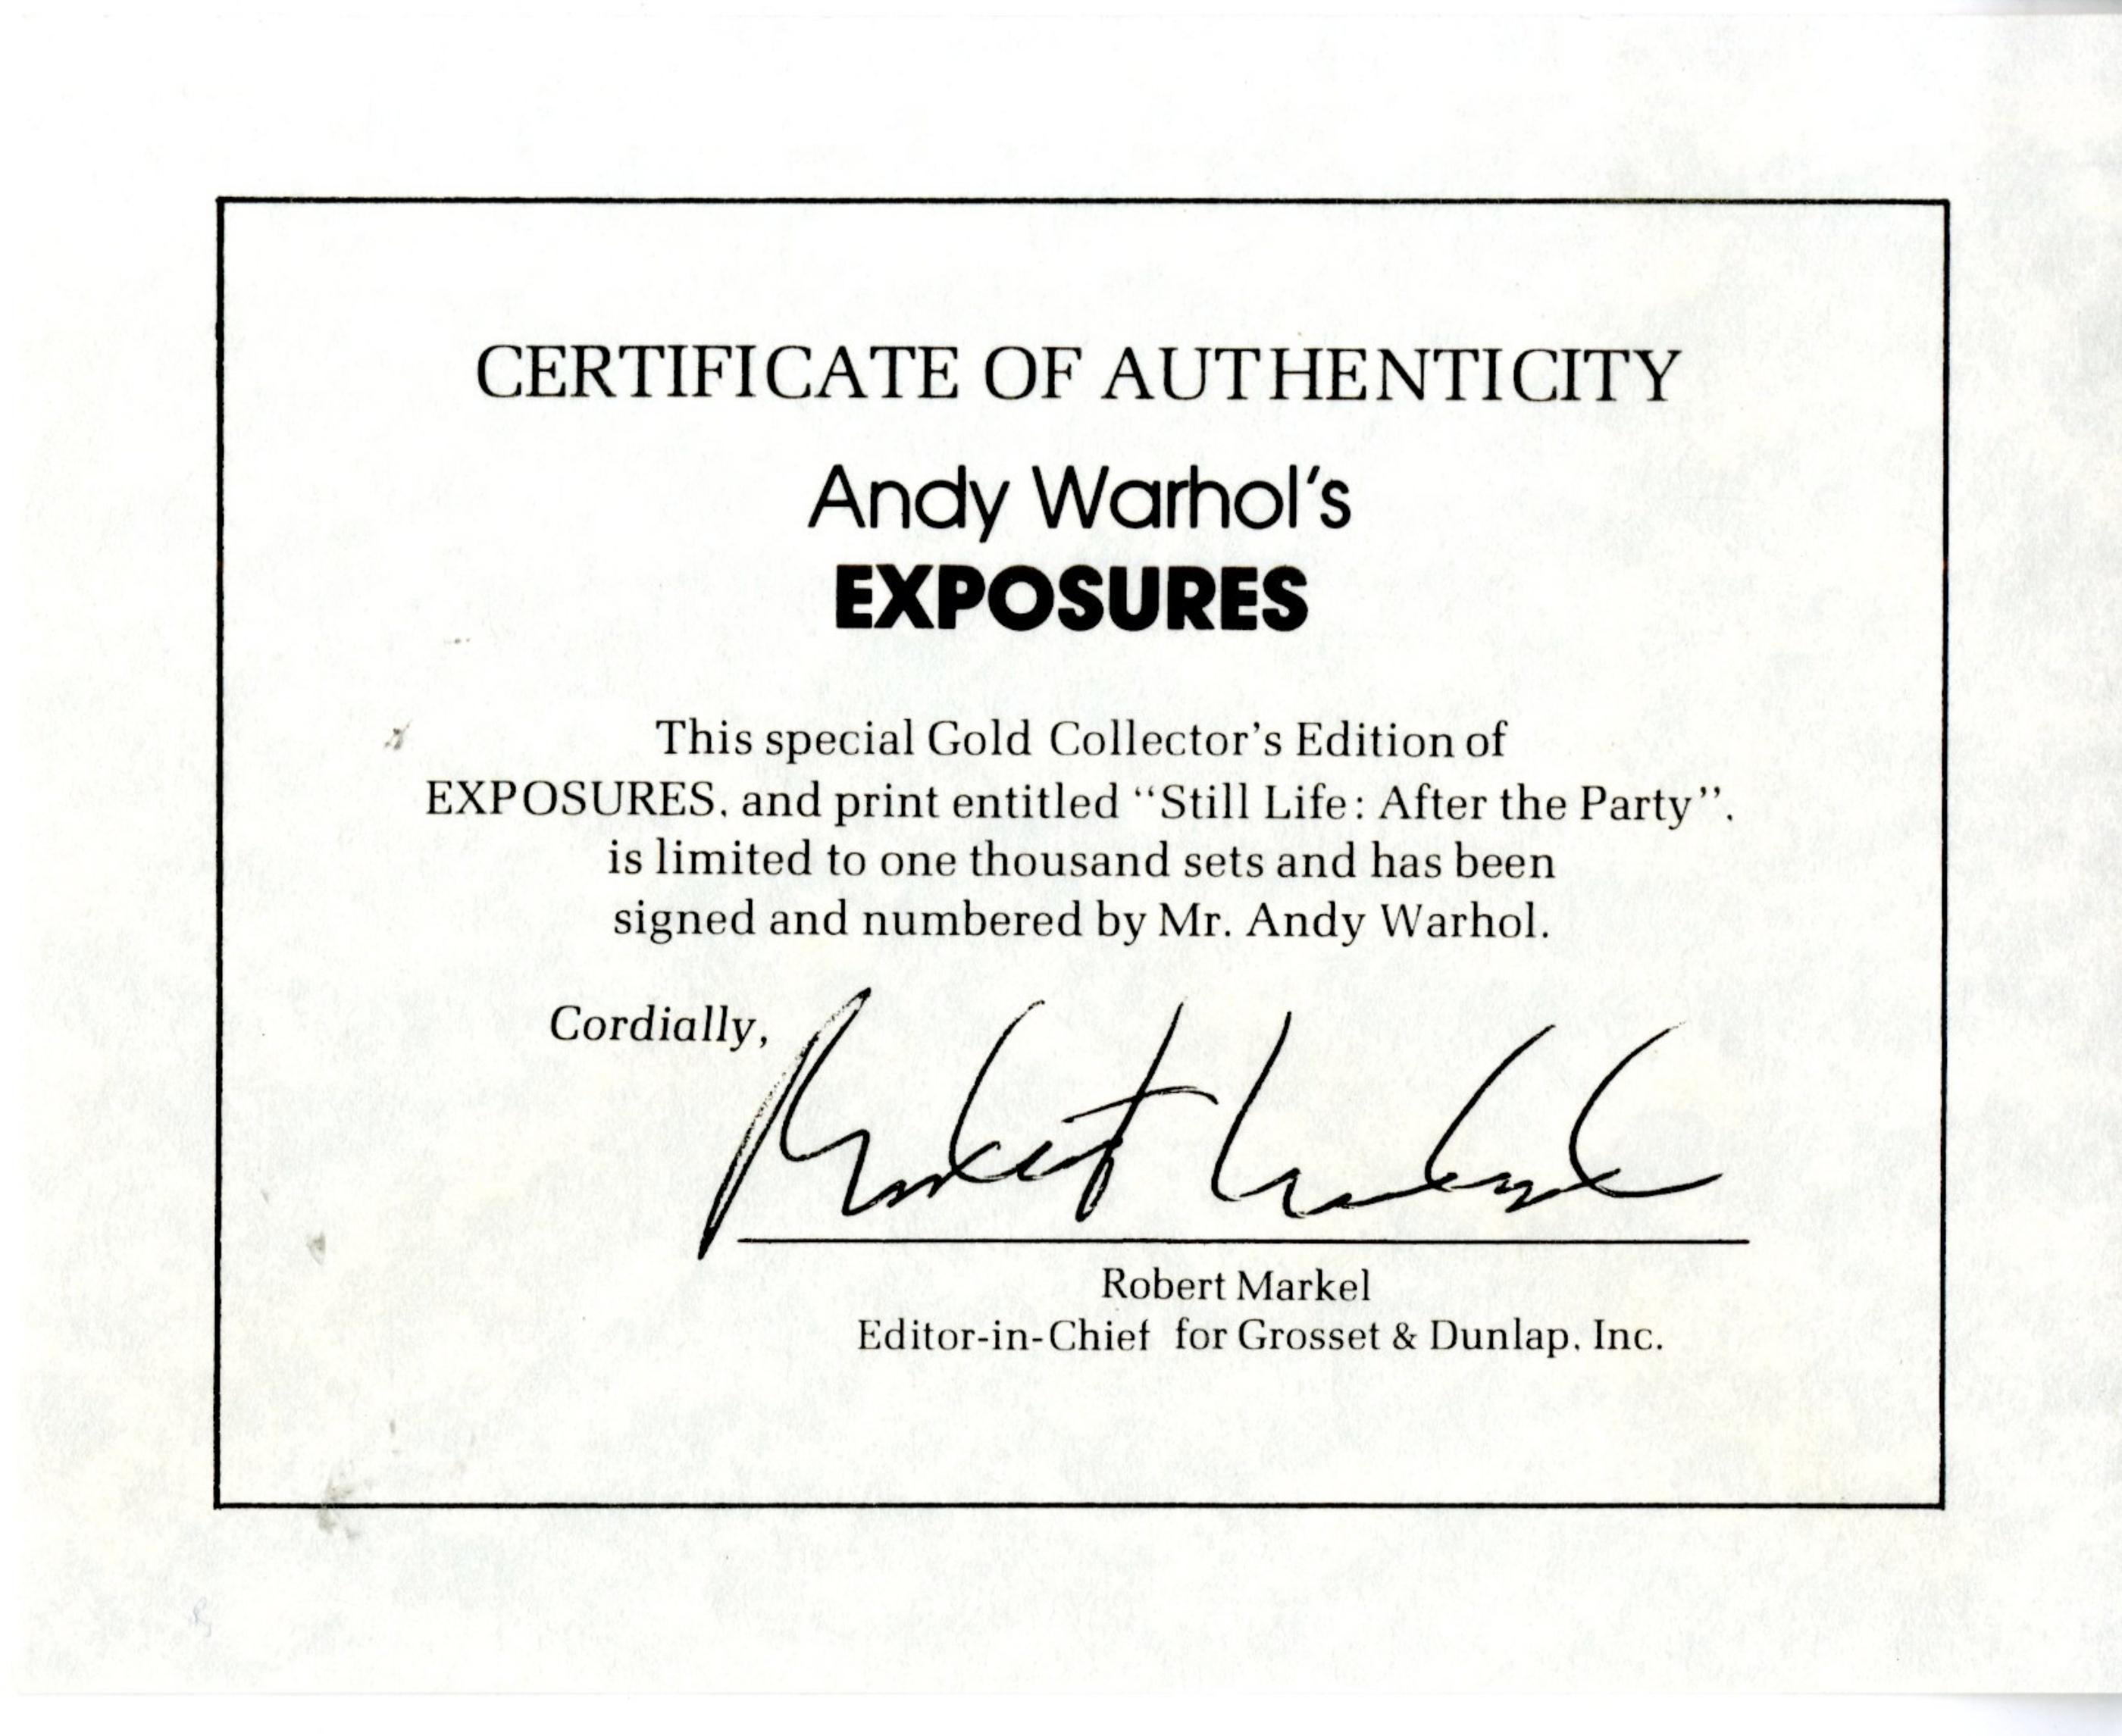 CERTIFICATE OF AUTHENTICITY
Andy Warhol's
EXPOSURES
This special Gold Collector's Edition of
EXPOSURES, and print entitled “Still Life: After the Party”,
is limited to one thousand sets and has been
signed and numbered by Mr. Andy Warhol.
Cordially,
Robert Markel
Robert Markel
Editor-in-Chief for Grosset & Dunlap, Inc.